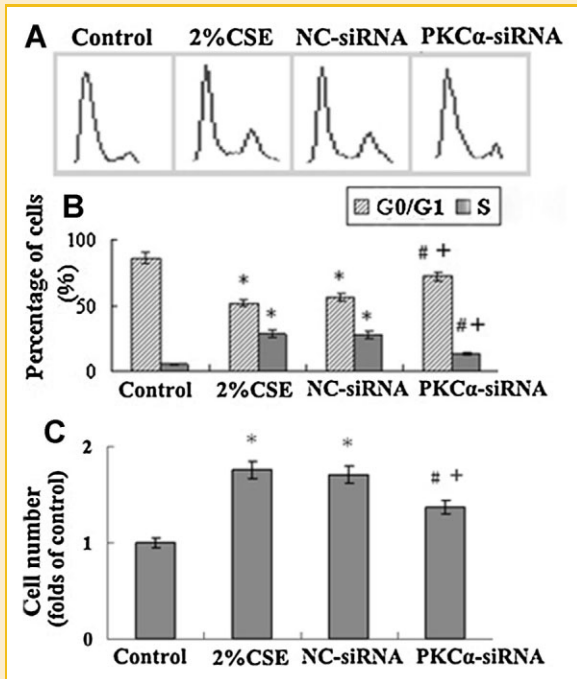 A
Control 2%CSE NC-siRNA PKCα-siRNA
B
G0/G1 S
Percentage of cells
(%)
100
50
0
* * * * # + #+
Control 2%CSE NC-siRNA PKCα-siRNA
C
Cell number
(folds of control)
2
1
0
* * # +
Control 2%CSE NC-siRNA PKCα-siRNA